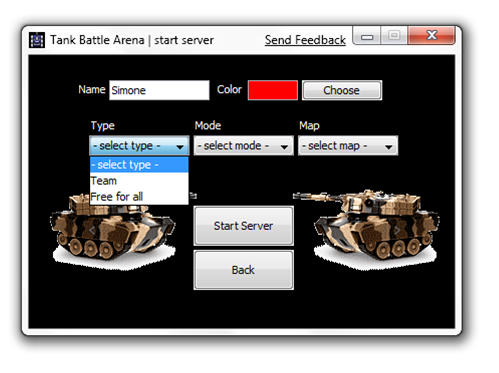 Tank Battle Arena | start server
Send Feedback
Name Simone Color Choose
Type Mode Map
- select type - - select mode - - select map -
- select type -
Team
Free for all
Start Server
Back